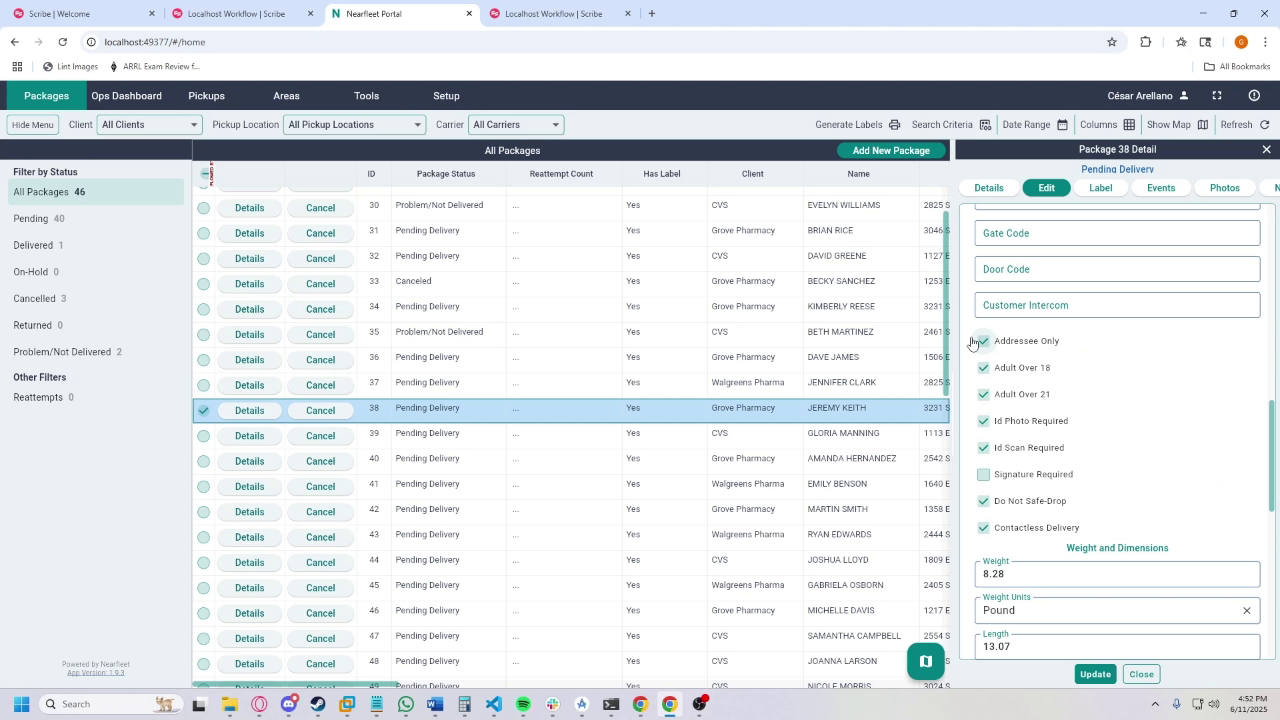 Scribe | Welcome
Localhost Workflow | Scribe
Nearfleet Portal
Localhost Workflow | Scribe
localhost:49377/#/home
Lint Images
ARRL Exam Review f...
All Bookmarks
Packages
Ops Dashboard
Pickups
Areas
Tools
Setup
César Arellano
Hide Menu
Client
All Clients
Pickup Location
All Pickup Locations
Carrier
All Carriers
Generate Labels
Search Criteria
Date Range
Columns
Show Map
Refresh
Filter by Status
All Packages 46
Pending 40
Delivered 1
On-Hold 0
Cancelled 3
Returned 0
Problem/Not Delivered 2
Other Filters
Reattempts 0
Powered by Nearfleet
App Version: 1.9.3
All Packages
Add New Package
ID Package Status Reattempt Count Has Label Client Name
Details Cancel 30 Problem/Not Delivered ... Yes CVS EVELYN WILLIAMS 2825 S
Details Cancel 31 Pending Delivery ... Yes Grove Pharmacy BRIAN RICE 3046 S
Details Cancel 32 Pending Delivery ... Yes CVS DAVID GREENE 1127 E
Details Cancel 33 Canceled ... Yes Grove Pharmacy BECKY SANCHEZ 1253
Details Cancel 34 Pending Delivery ... Yes Grove Pharmacy KIMBERLY REESE 3231 S
Details Cancel 35 Problem/Not Delivered ... Yes CVS BETH MARTINEZ 2461
Details Cancel 36 Pending Delivery ... Yes Grove Pharmacy DAVE JAMES 1506 E
Details Cancel 37 Pending Delivery ... Yes Walgreens Pharma JENNIFER CLARK 2825 S
Details Cancel 38 Pending Delivery ... Yes Grove Pharmacy JEREMY KEITH 3231 S
Details Cancel 39 Pending Delivery ... Yes CVS GLORIA MANNING 1113 E
Details Cancel 40 Pending Delivery ... Yes Grove Pharmacy AMANDA HERNANDEZ 2542 S
Details Cancel 41 Pending Delivery ... Yes Walgreens Pharma EMILY BENSON 1640 E
Details Cancel 42 Pending Delivery ... Yes Grove Pharmacy MARTIN SMITH 1358 E
Details Cancel 43 Pending Delivery ... Yes Walgreens Pharma RYAN EDWARDS 2444 S
Details Cancel 44 Pending Delivery ... Yes CVS JOSHUA LLOYD 1809 E
Details Cancel 45 Pending Delivery ... Yes Walgreens Pharma GABRIELA OSBORN 2405 S
Details Cancel 46 Pending Delivery ... Yes Grove Pharmacy MICHELLE DAVIS 1217 E
Details Cancel 47 Pending Delivery ... Yes CVS SAMANTHA CAMPBELL 2554 S
Details Cancel 48 Pending Delivery ... Yes CVS JOANNA LARSON 3024 S
Package 38 Detail
Pending Delivery
Details
Edit
Label
Events
Photos
N
Gate Code
Door Code
Customer Intercom
Addressee Only
Adult Over 18
Adult Over 21
Id Photo Required
Id Scan Required
Signature Required
Do Not Safe-Drop
Contactless Delivery
Weight and Dimensions
Weight
8.28
Weight Units
Pound
Length
13.07
Update
Close
Search
4:52 PM
6/11/2025